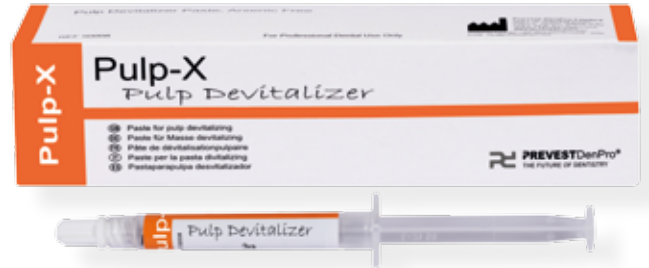 Pulp Devitalizer Paste, Arsenic Free
For Professional Dental Use Only
Pulp-X
Pulp-X
Pulp Devitalizer
Paste for pulp devitalizing
Paste für Masse devitalizing
Pâte de dévitalisationpulpaire
Paste per la pasta divitalizing
Pastaparapulpa desvitalizador
PREVESTDenPro®
THE FUTURE OF DENTISTRY
Pulp-
Pulp Devitalizer